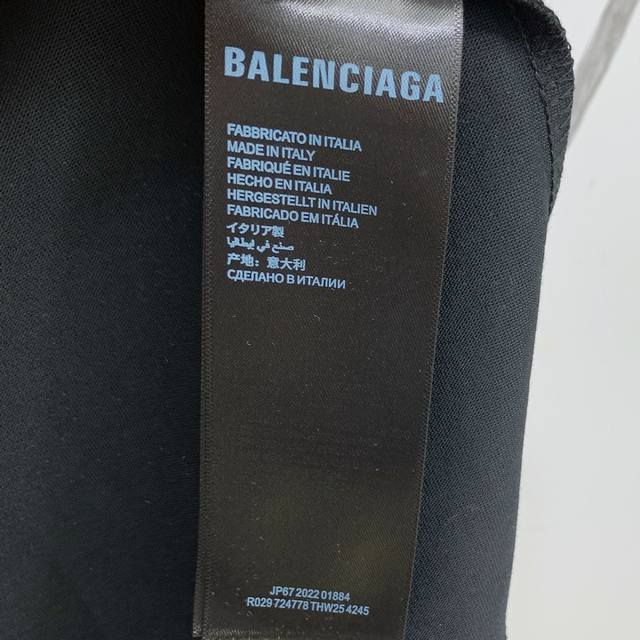 BALENCIAGA
FABBRICATO IN ITALIA
MADE IN ITALY
FABRIQUÉ EN ITALIE
HECHO EN ITALIA
HERGESTELLT IN ITALIEN
FABRICADO EM ITÁLIA
イタリア製
صنع في
产地：意大利
СДЕЛАНО В ИТАЛИИ
JP67 2022 01884
R029 724778 THW25 4245